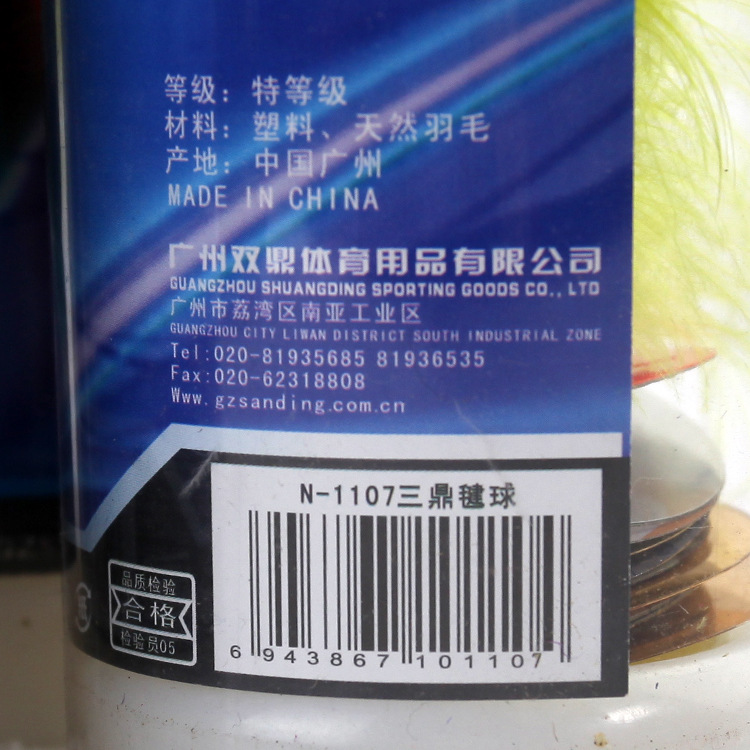 等级：特等级
材料：塑料、天然羽毛
产地：中国广州
MADE IN CHINA
广州双鼎体育用品有限公司
GUANGZHOU SHUANGDING SPORTING GOODS CO., LTD
广州市荔湾区南亚工业区
GUANGZHOU CITY LIWAN DISTRICT SOUTH INDUSTRIAL ZONE
Tel:020-81935685 81936535
Fax:020-62318808
Www.gzsanding.com.cn
N-1107三鼎毽球
6 943867 101107
品质检验
合格
检验员05